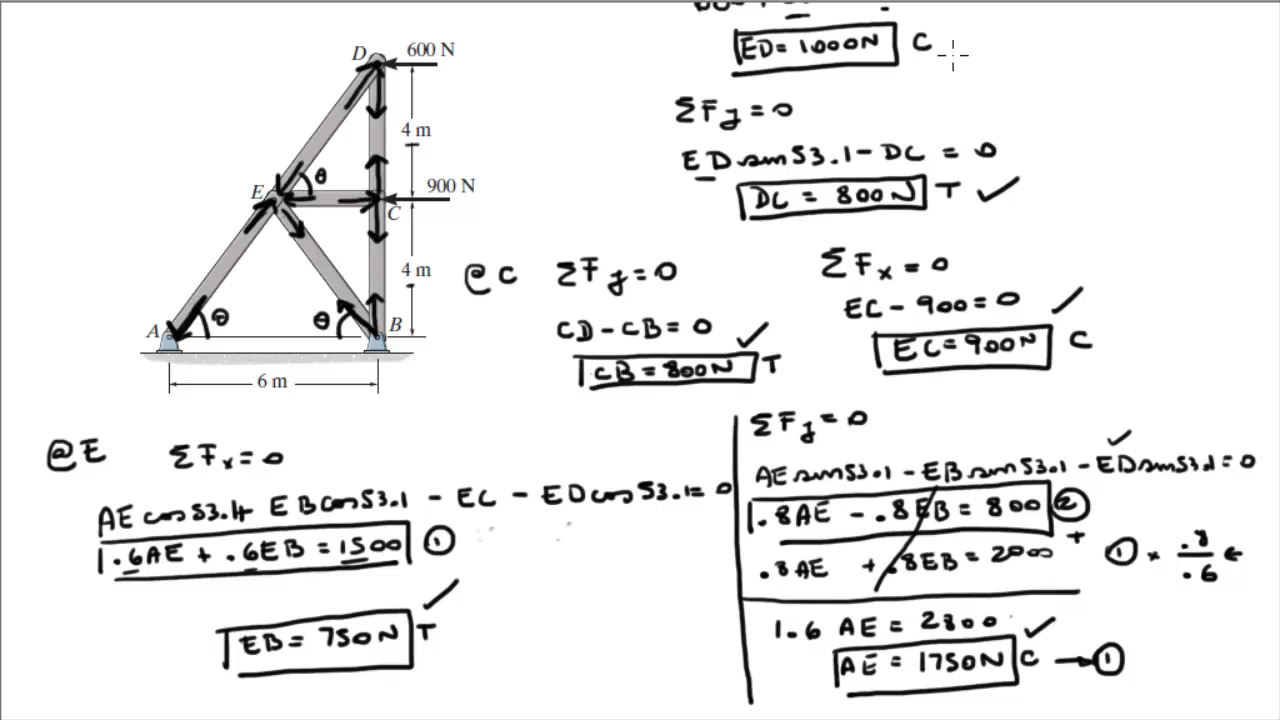 D 600 N
ED = 1000N C
ΣFy = 0
4 m
ED sin 53.1 - DC = 0
E θ 900 N
DC = 800N T ✓
C
@ C ΣFy = 0 ΣFx = 0
4 m
EC - 900 = 0 ✓
CD - CB = 0 ✓
A θ θ B
EC = 900N C
CB = 800N T
6 m
@ E ΣFx = 0
AE cos 53.1 + EB cos 53.1 - EC - ED cos 53.1 = 0
.6AE + .6EB = 1500 ①
EB = 750N T ✓
ΣFy = 0
AE sin 53.1 - EB sin 53.1 - ED sin 53.1 = 0 ✓
.8AE - .8EB = 800 ②
+
.8AE + .8EB = 2000 ① × .8/.6 ←
1.6 AE = 2800 ✓
AE = 1750N C → ①